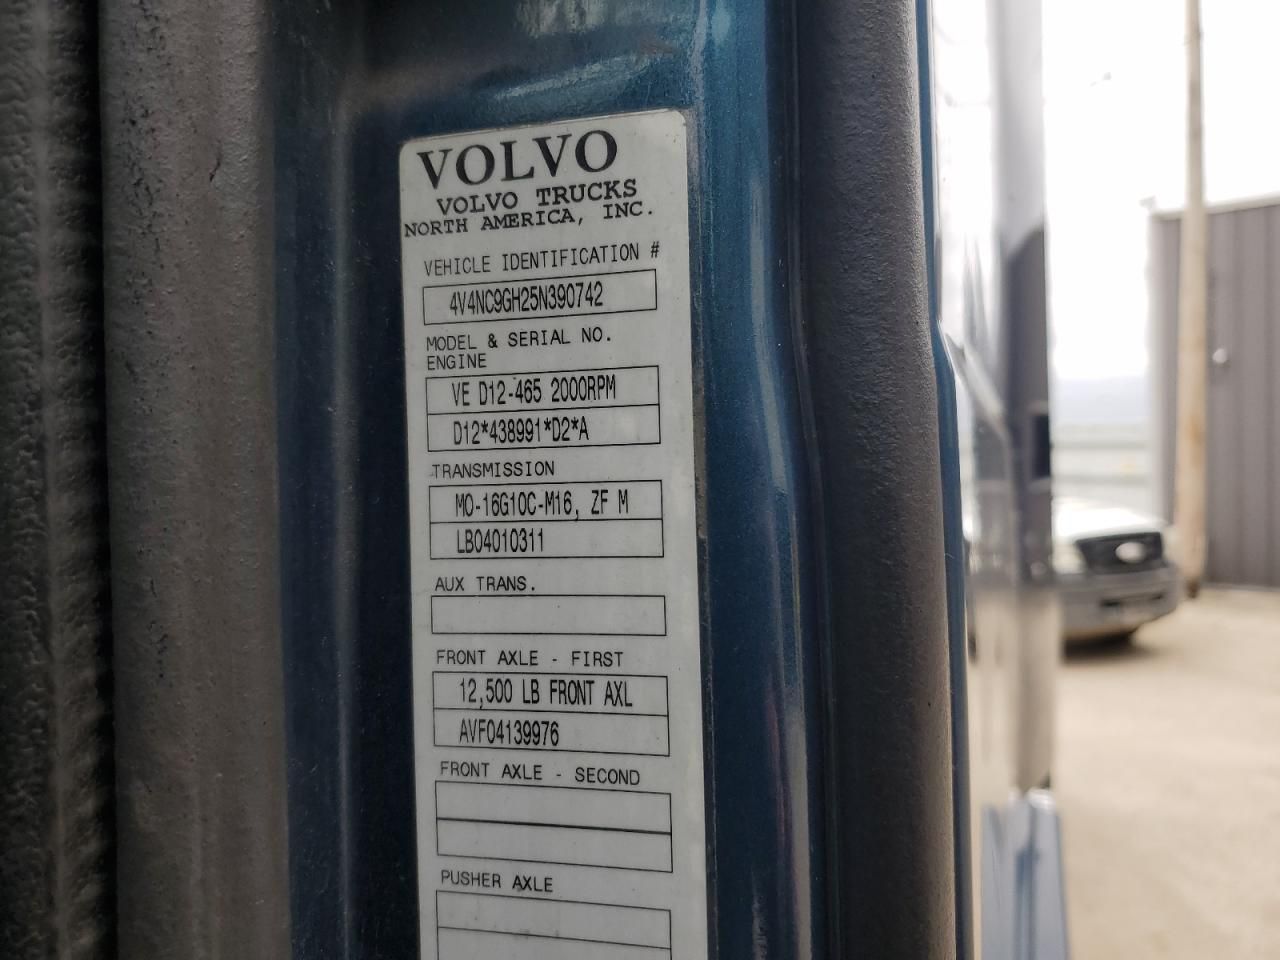 VOLVO
VOLVO TRUCKS
NORTH AMERICA, INC.
VEHICLE IDENTIFICATION #
4V4NC9GH25N390742
MODEL & SERIAL NO.
ENGINE
VE D12-465 2000RPM
D12*438991*D2*A
TRANSMISSION
MO-16G10C-M16, ZF M
LB04010311
AUX TRANS.
FRONT AXLE - FIRST
12,500 LB FRONT AXL
AVF04139976
FRONT AXLE - SECOND
PUSHER AXLE